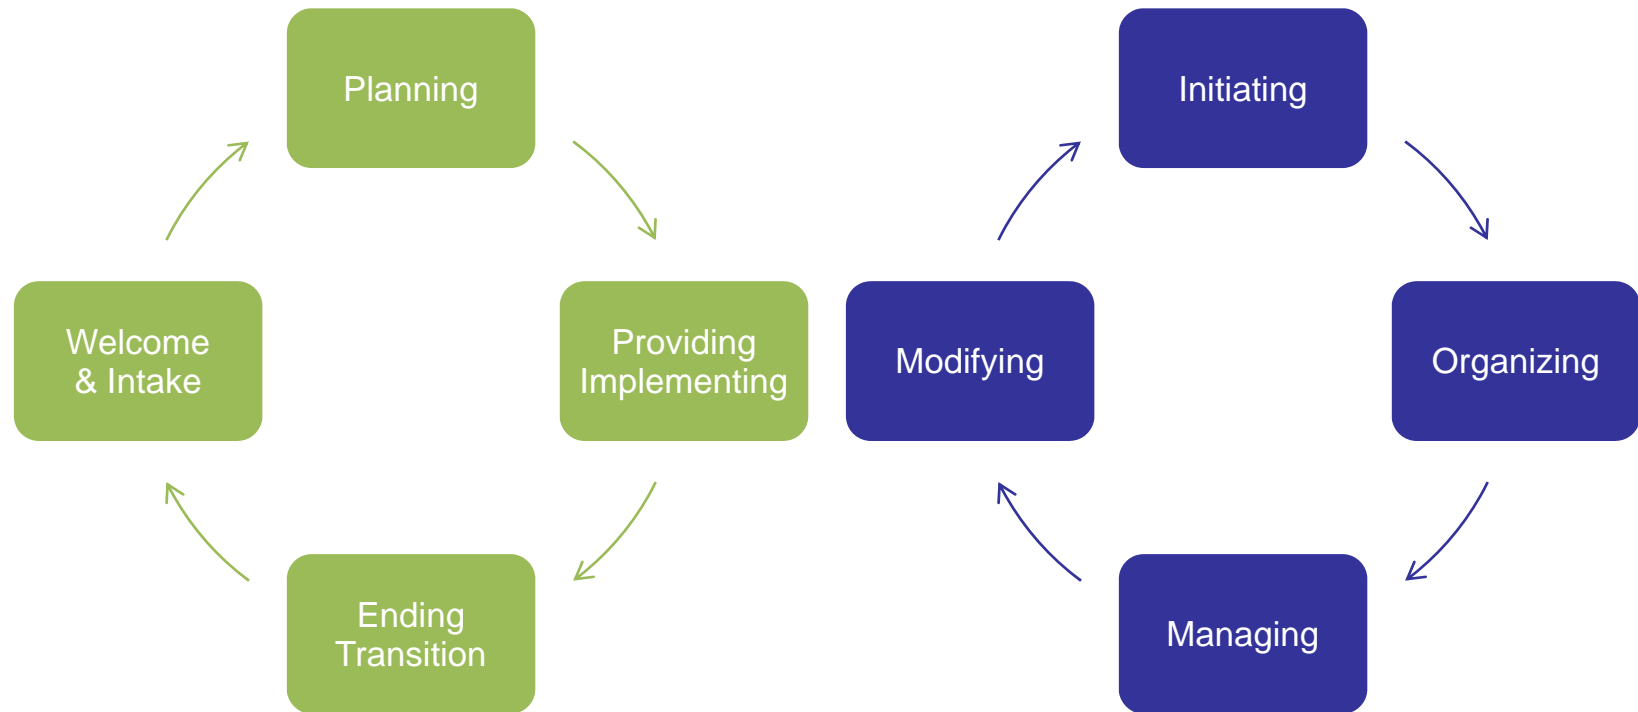 Planning
Providing
Implementing
Ending
Transition
Welcome
& Intake
Initiating
Organizing
Managing
Modifying